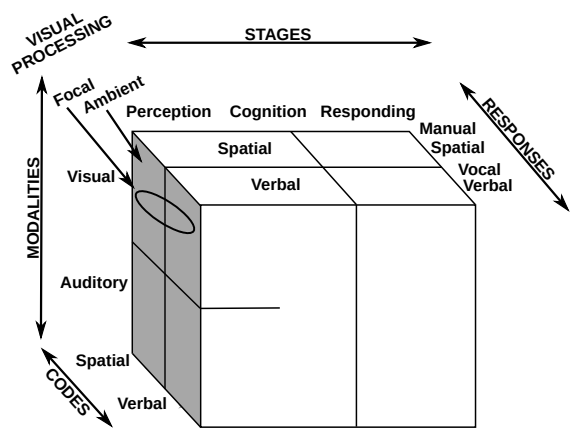 VISUAL
PROCESSING
STAGES
Focal
Ambient
Perception Cognition Responding
RESPONSES
Manual
Spatial
Vocal
Verbal
Spatial
Verbal
MODALITIES
Visual
Auditory
Spatial
Verbal
CODES